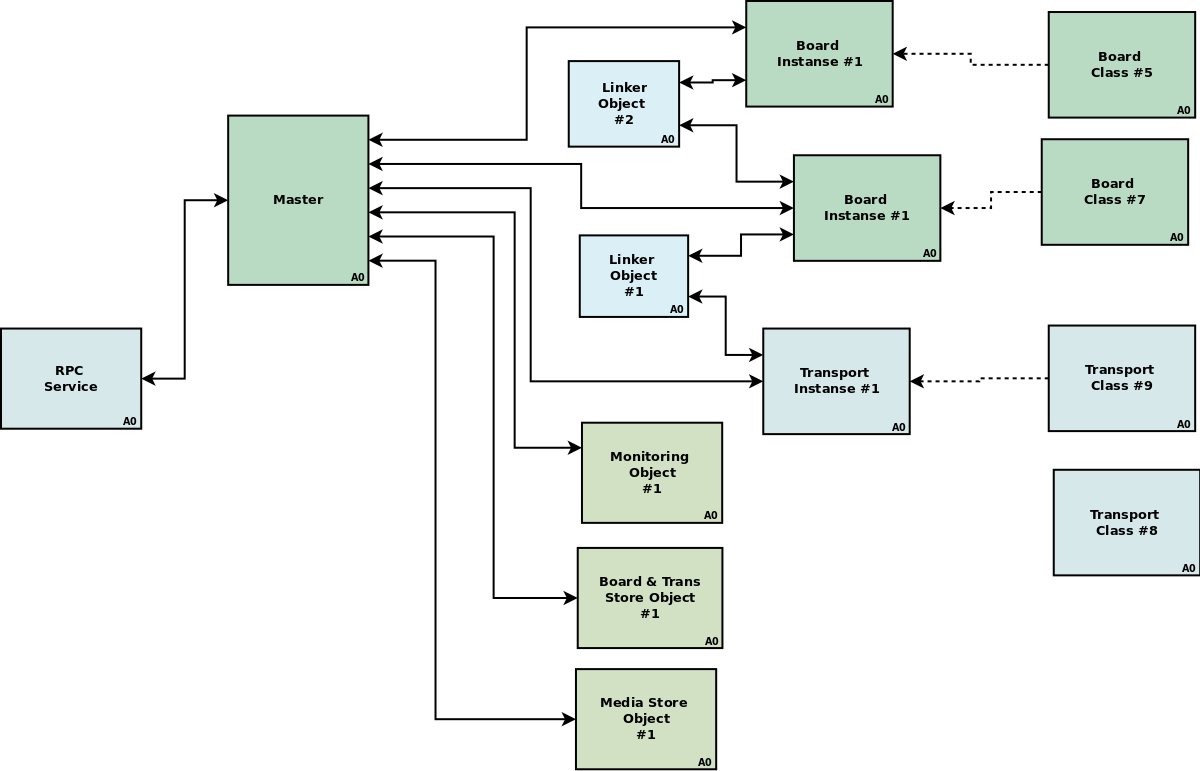 Board
Instanse #1
A0
Board
Class #5
A0
Linker
Object
#2
A0
Master
A0
Board
Class #7
A0
Board
Instanse #1
A0
Linker
Object
#1
A0
RPC
Service
A0
Transport
Instanse #1
A0
Transport
Class #9
A0
Monitoring
Object
#1
A0
Transport
Class #8
A0
Board & Trans
Store Object
#1
A0
Media Store
Object
#1
A0